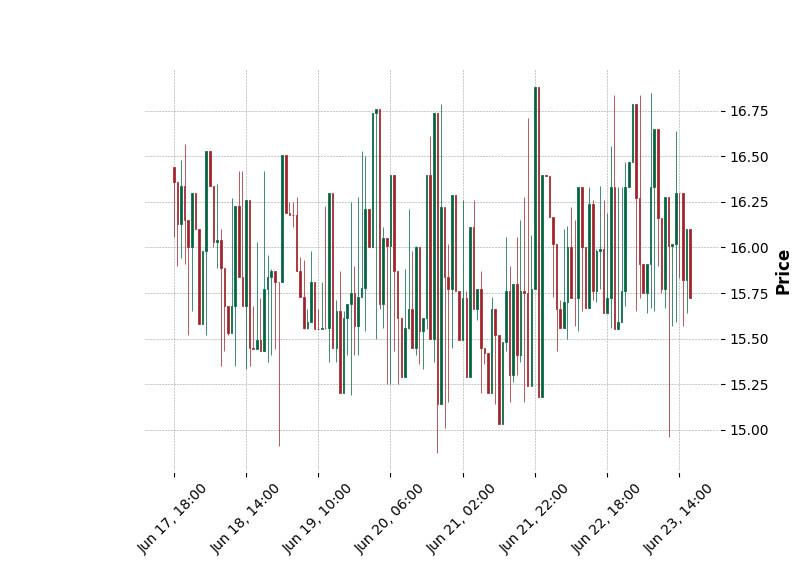 16.75
16.50
16.25
16.00
15.75
15.50
15.25
15.00
Price
Jun 17, 18:00
Jun 18, 14:00
Jun 19, 10:00
Jun 20, 06:00
Jun 21, 02:00
Jun 21, 22:00
Jun 22, 18:00
Jun 23, 14:00